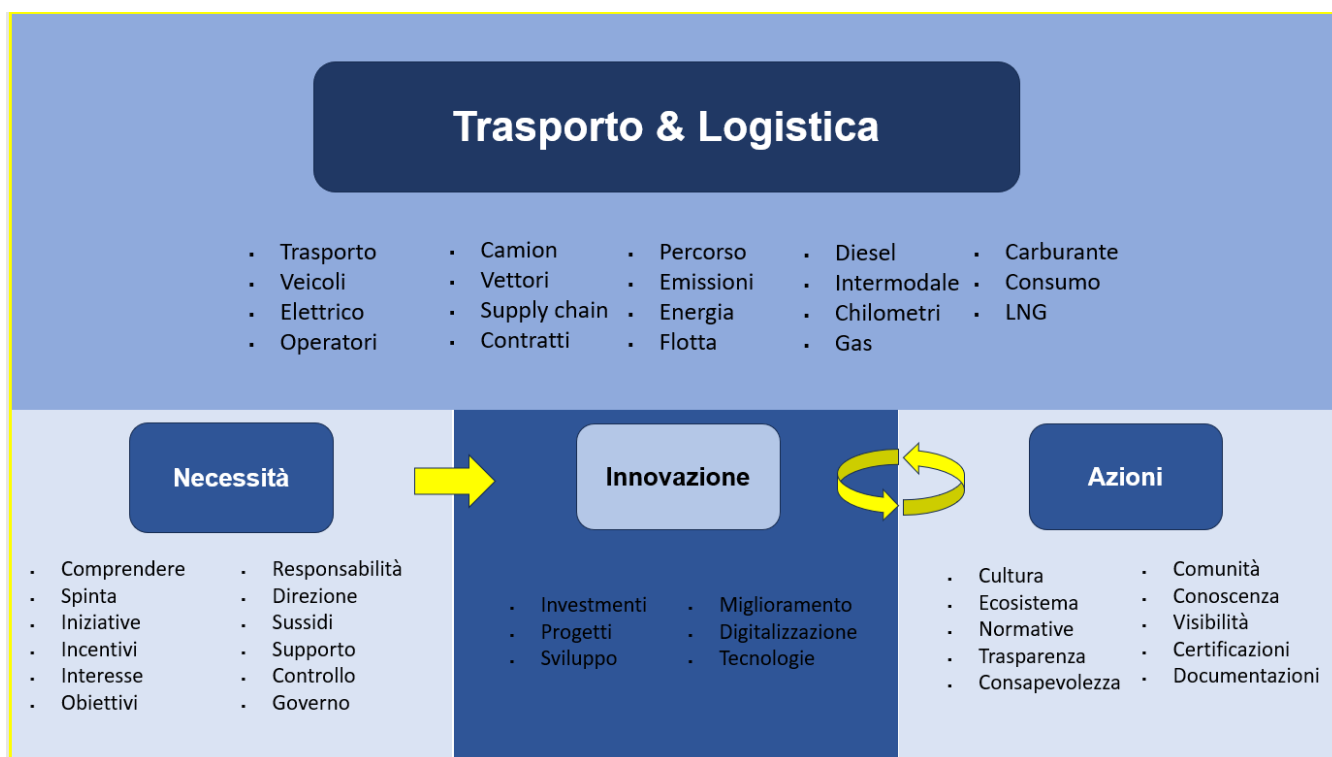 Trasporto & Logistica
Trasporto
Veicoli
Elettrico
Operatori
Camion
Vettori
Supply chain
Contratti
Percorso
Emissioni
Energia
Flotta
Diesel
Intermodale
Chilometri
Gas
Carburante
Consumo
LNG
Necessità
Comprendere
Spinta
Iniziative
Incentivi
Interesse
Obiettivi
Responsabilità
Direzione
Sussidi
Supporto
Controllo
Governo
Innovazione
Investmenti
Progetti
Sviluppo
Miglioramento
Digitalizzazione
Tecnologie
Azioni
Cultura
Ecosistema
Normative
Trasparenza
Consapevolezza
Comunità
Conoscenza
Visibilità
Certificazioni
Documentazioni